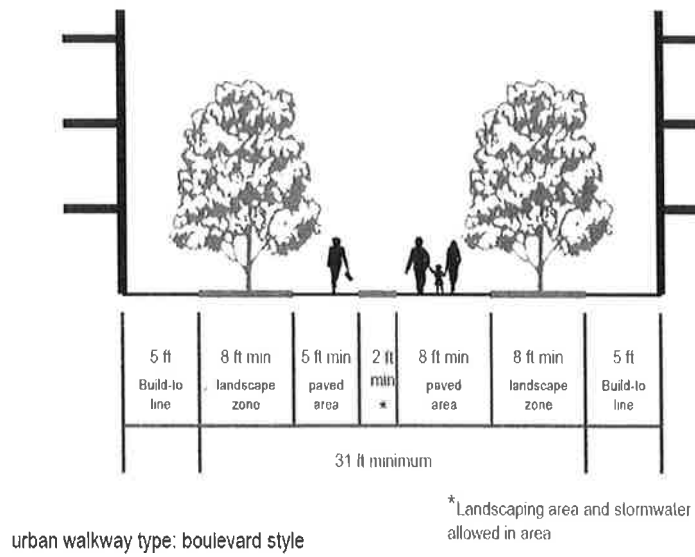 5 ft
Build-to
line
8 ft min
landscape
zone
5 ft min
paved
area
2 ft
min
*
8 ft min
paved
area
8 ft min
landscape
zone
5 ft
Build-to
line
31 ft minimum
*Landscaping area and stormwater
allowed in area
urban walkway type: boulevard style